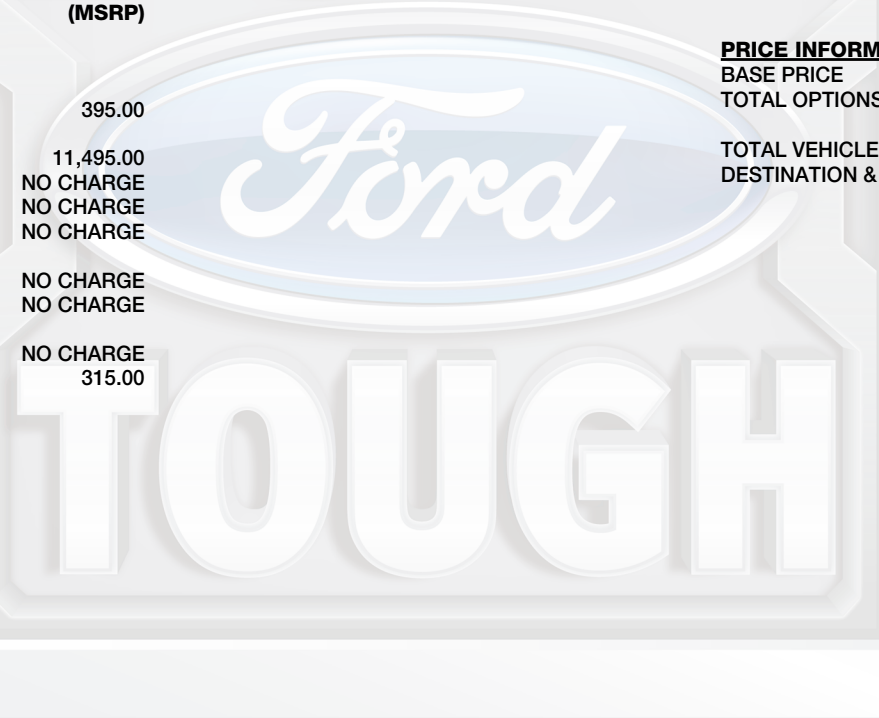 (MSRP)
395.00
11,495.00
NO CHARGE
NO CHARGE
NO CHARGE
NO CHARGE
NO CHARGE
NO CHARGE
315.00
PRICE INFORM
BASE PRICE
TOTAL OPTIONS
TOTAL VEHICLE
DESTINATION &
Ford
TOUGH